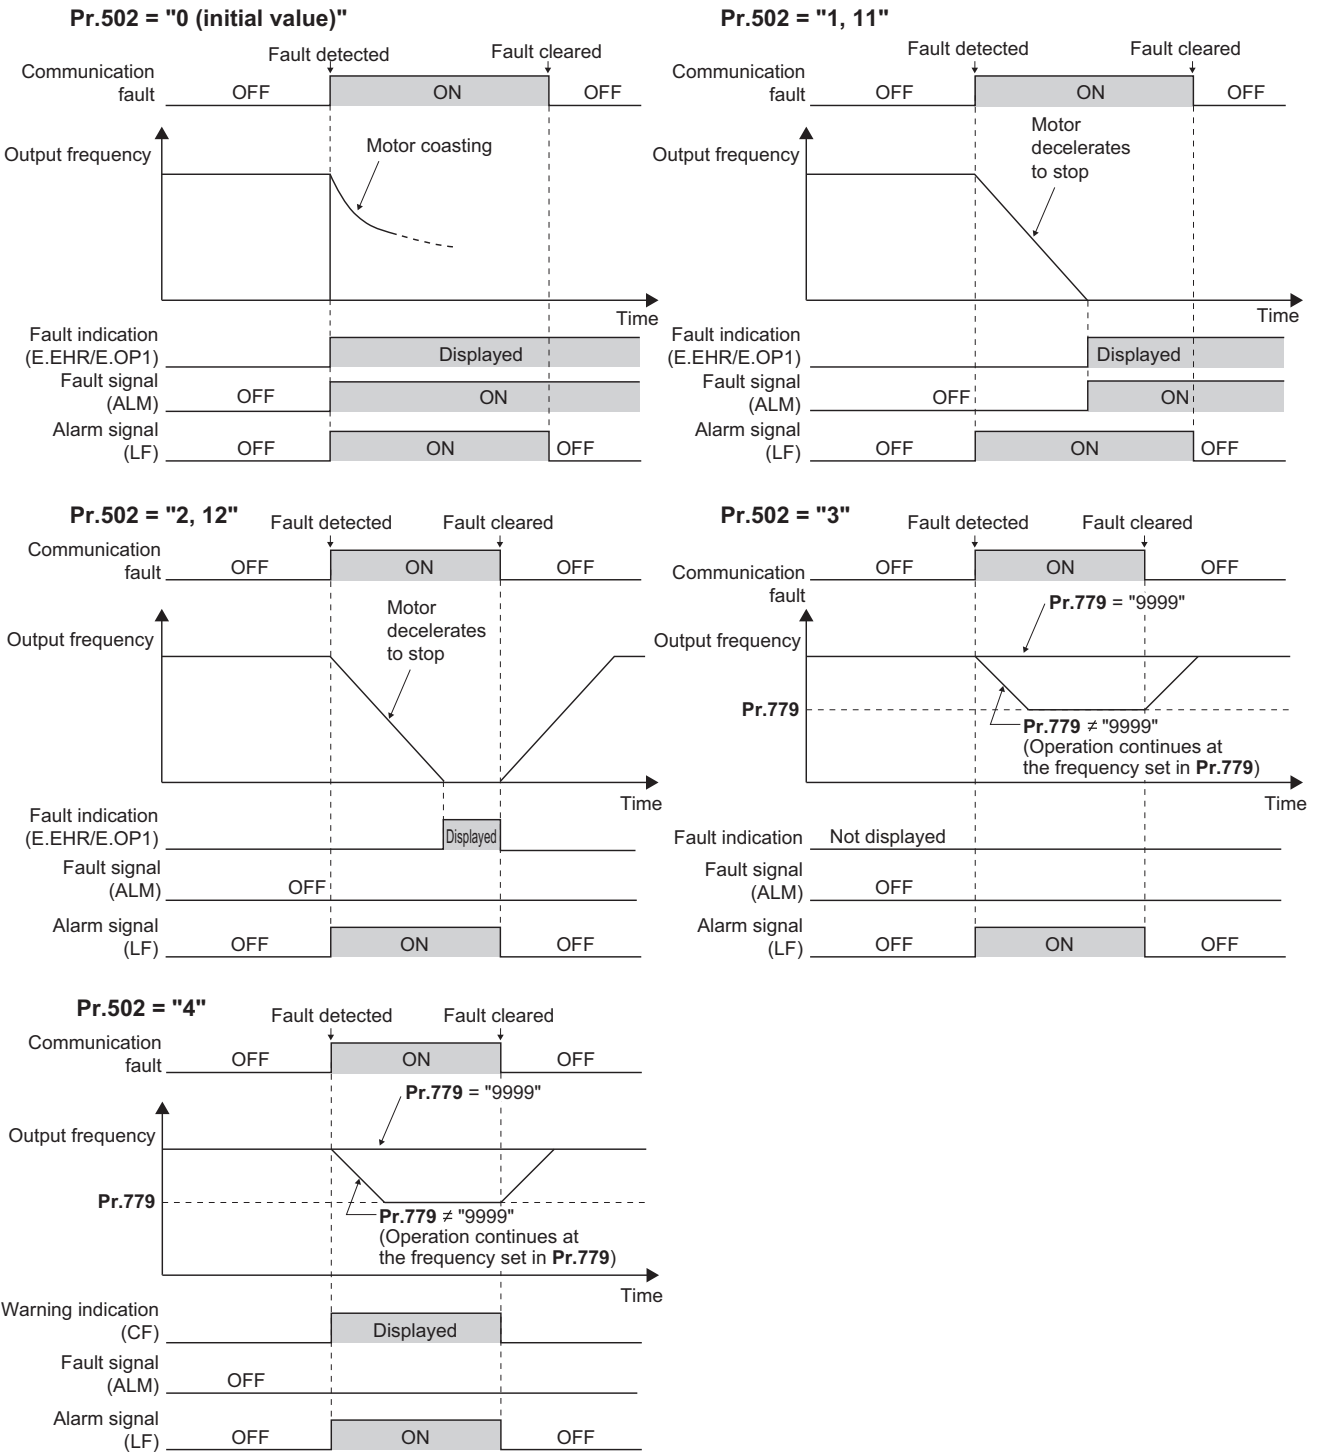 Pr.502 = "0 (initial value)"
Fault detected
Fault cleared
Communication
fault
OFF
ON
OFF
Output frequency
Motor coasting
Time
Fault indication
(E.EHR/E.OP1)
Displayed
Fault signal
(ALM)
OFF
ON
Alarm signal
(LF)
OFF
ON
OFF
Pr.502 = "1, 11"
Fault detected
Fault cleared
Communication
fault
OFF
ON
OFF
Output frequency
Motor
decelerates
to stop
Time
Fault indication
(E.EHR/E.OP1)
Displayed
Fault signal
(ALM)
OFF
ON
Alarm signal
(LF)
OFF
ON
OFF
Pr.502 = "2, 12"
Fault detected
Fault cleared
Communication
fault
OFF
ON
OFF
Output frequency
Motor
decelerates
to stop
Time
Fault indication
(E.EHR/E.OP1)
Displayed
Fault signal
(ALM)
OFF
Alarm signal
(LF)
OFF
ON
OFF
Pr.502 = "3"
Fault detected
Fault cleared
Communication
fault
OFF
ON
OFF
Pr.779 = "9999"
Output frequency
Pr.779
Pr.779 ≠ "9999"
(Operation continues at
the frequency set in Pr.779)
Time
Fault indication
Not displayed
Fault signal
(ALM)
OFF
Alarm signal
(LF)
OFF
ON
OFF
Pr.502 = "4"
Fault detected
Fault cleared
Communication
fault
OFF
ON
OFF
Pr.779 = "9999"
Output frequency
Pr.779
Pr.779 ≠ "9999"
(Operation continues at
the frequency set in Pr.779)
Time
Warning indication
(CF)
Displayed
Fault signal
(ALM)
OFF
Alarm signal
(LF)
OFF
ON
OFF